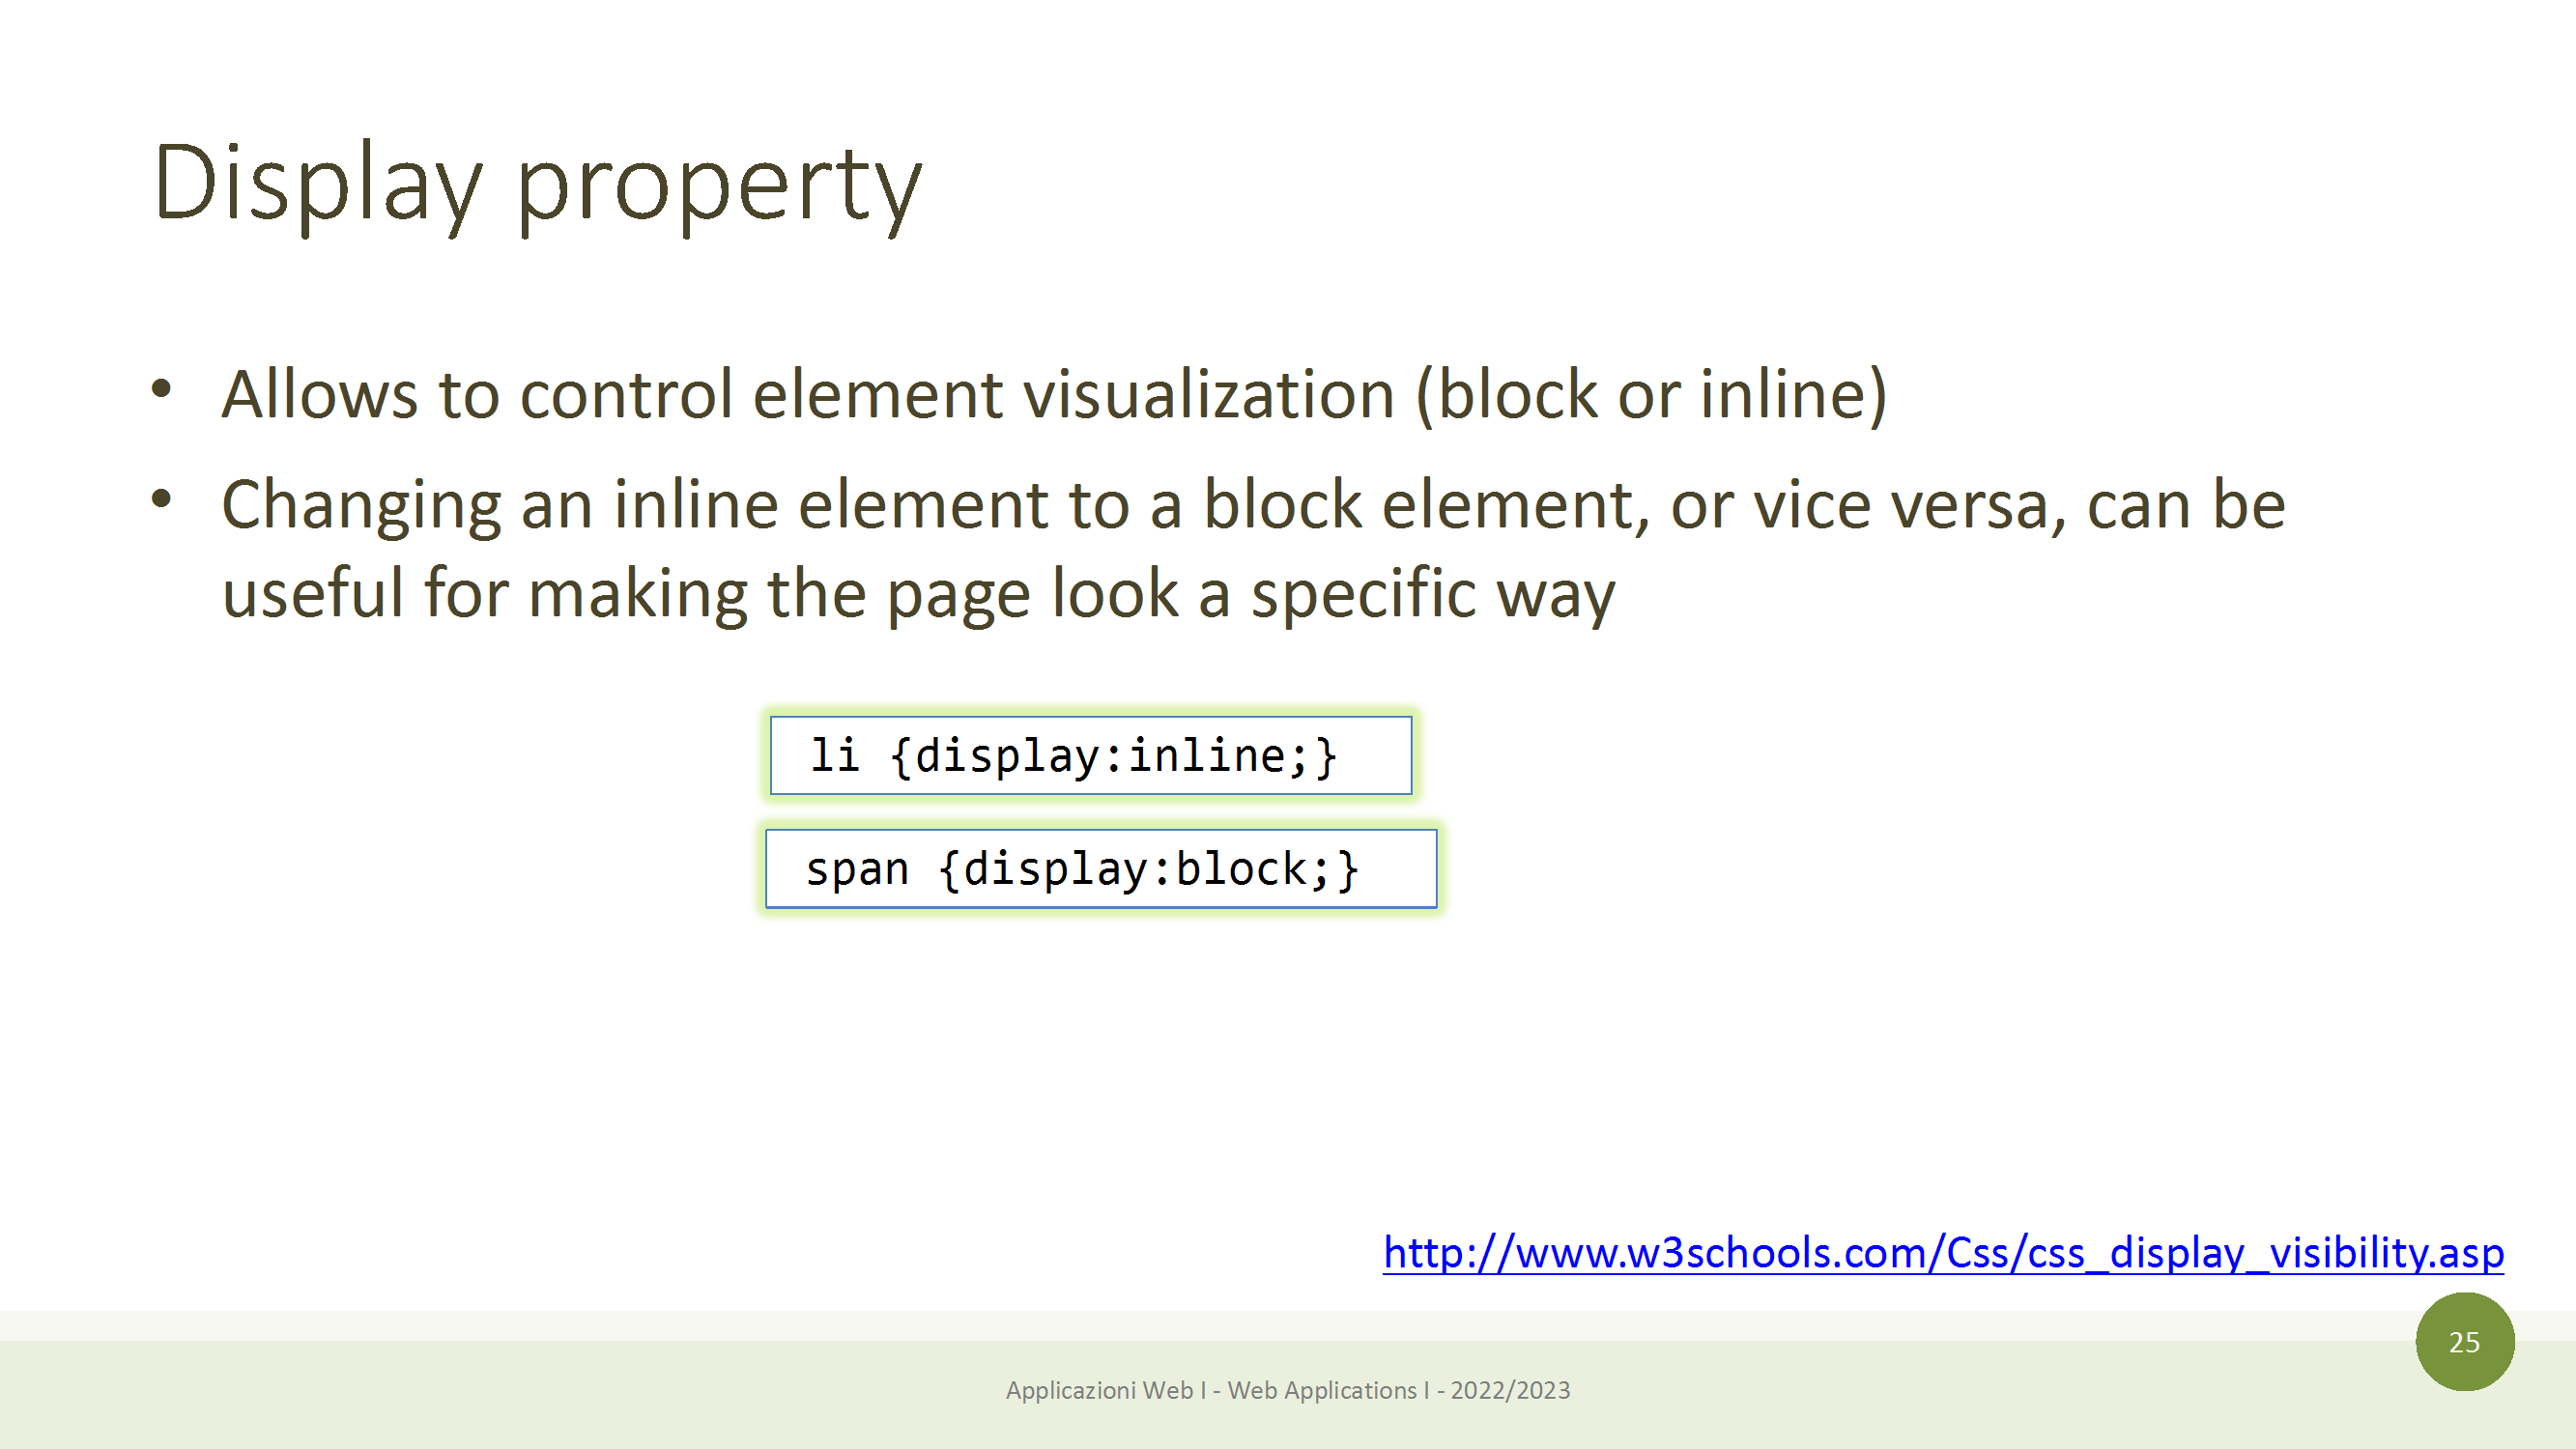 Display property
• Allows to control element visualization (block or inline)
• Changing an inline element to a block element, or vice versa, can be
useful for making the page look a specific way
li {display:inline;}
span {display:block;}
http://www.w3schools.com/Css/css_display_visibility.asp
25
Applicazioni Web I - Web Applications I - 2022/2023